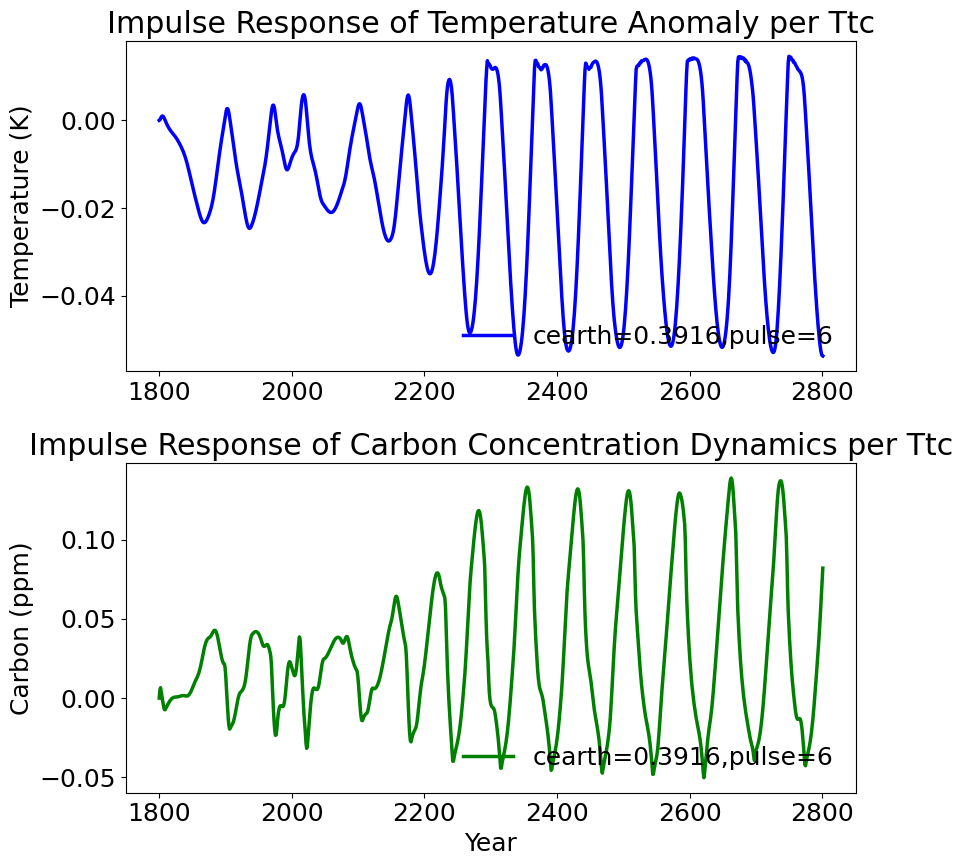 Impulse Response of Temperature Anomaly per Ttc
Temperature (K)
0.00
−0.02
−0.04
cearth=0.3916,pulse=6
1800 2000 2200 2400 2600 2800
Impulse Response of Carbon Concentration Dynamics per Ttc
Carbon (ppm)
0.10
0.05
0.00
−0.05
cearth=0.3916,pulse=6
1800 2000 2200 2400 2600 2800
Year